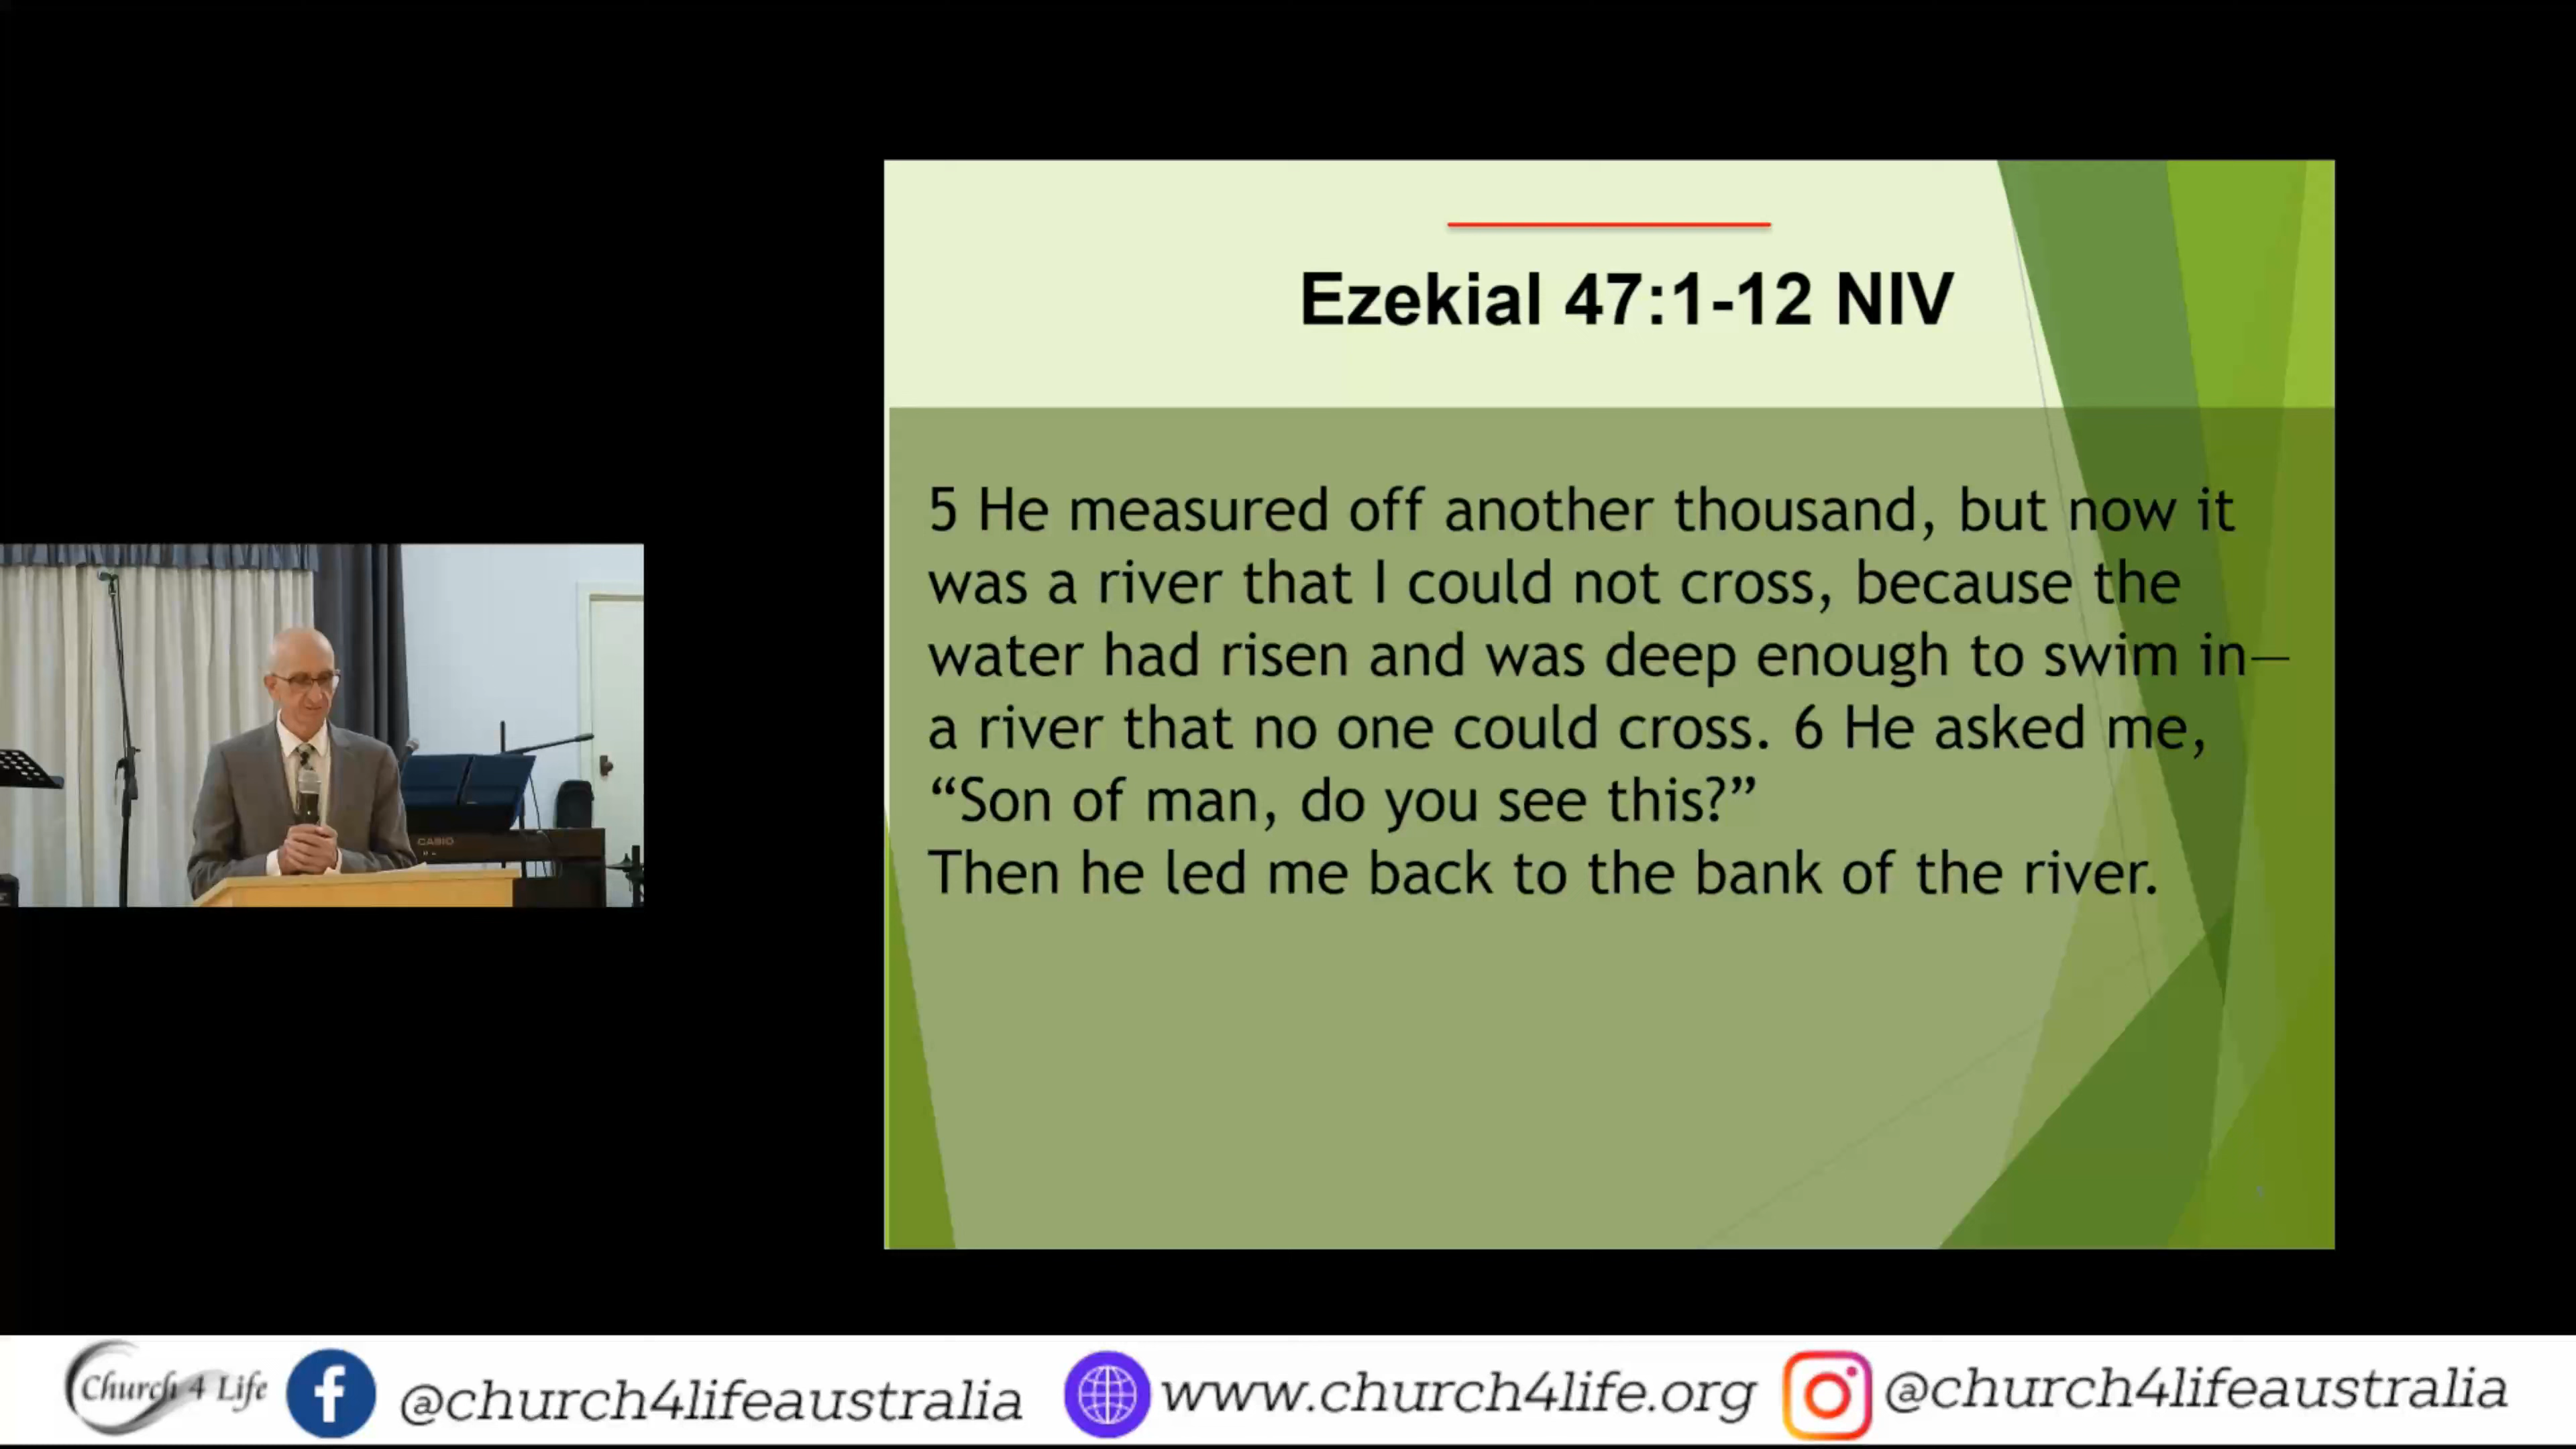 Ezekial 47:1-12 NIV
5 He measured off another thousand, but now it
was a river that I could not cross, because the
water had risen and was deep enough to swim in—
a river that no one could cross. 6 He asked me,
“Son of man, do you see this?”
Then he led me back to the bank of the river.
CASIO
Church 4 Life
@church4lifeaustralia
www.church4life.org
@church4lifeaustralia